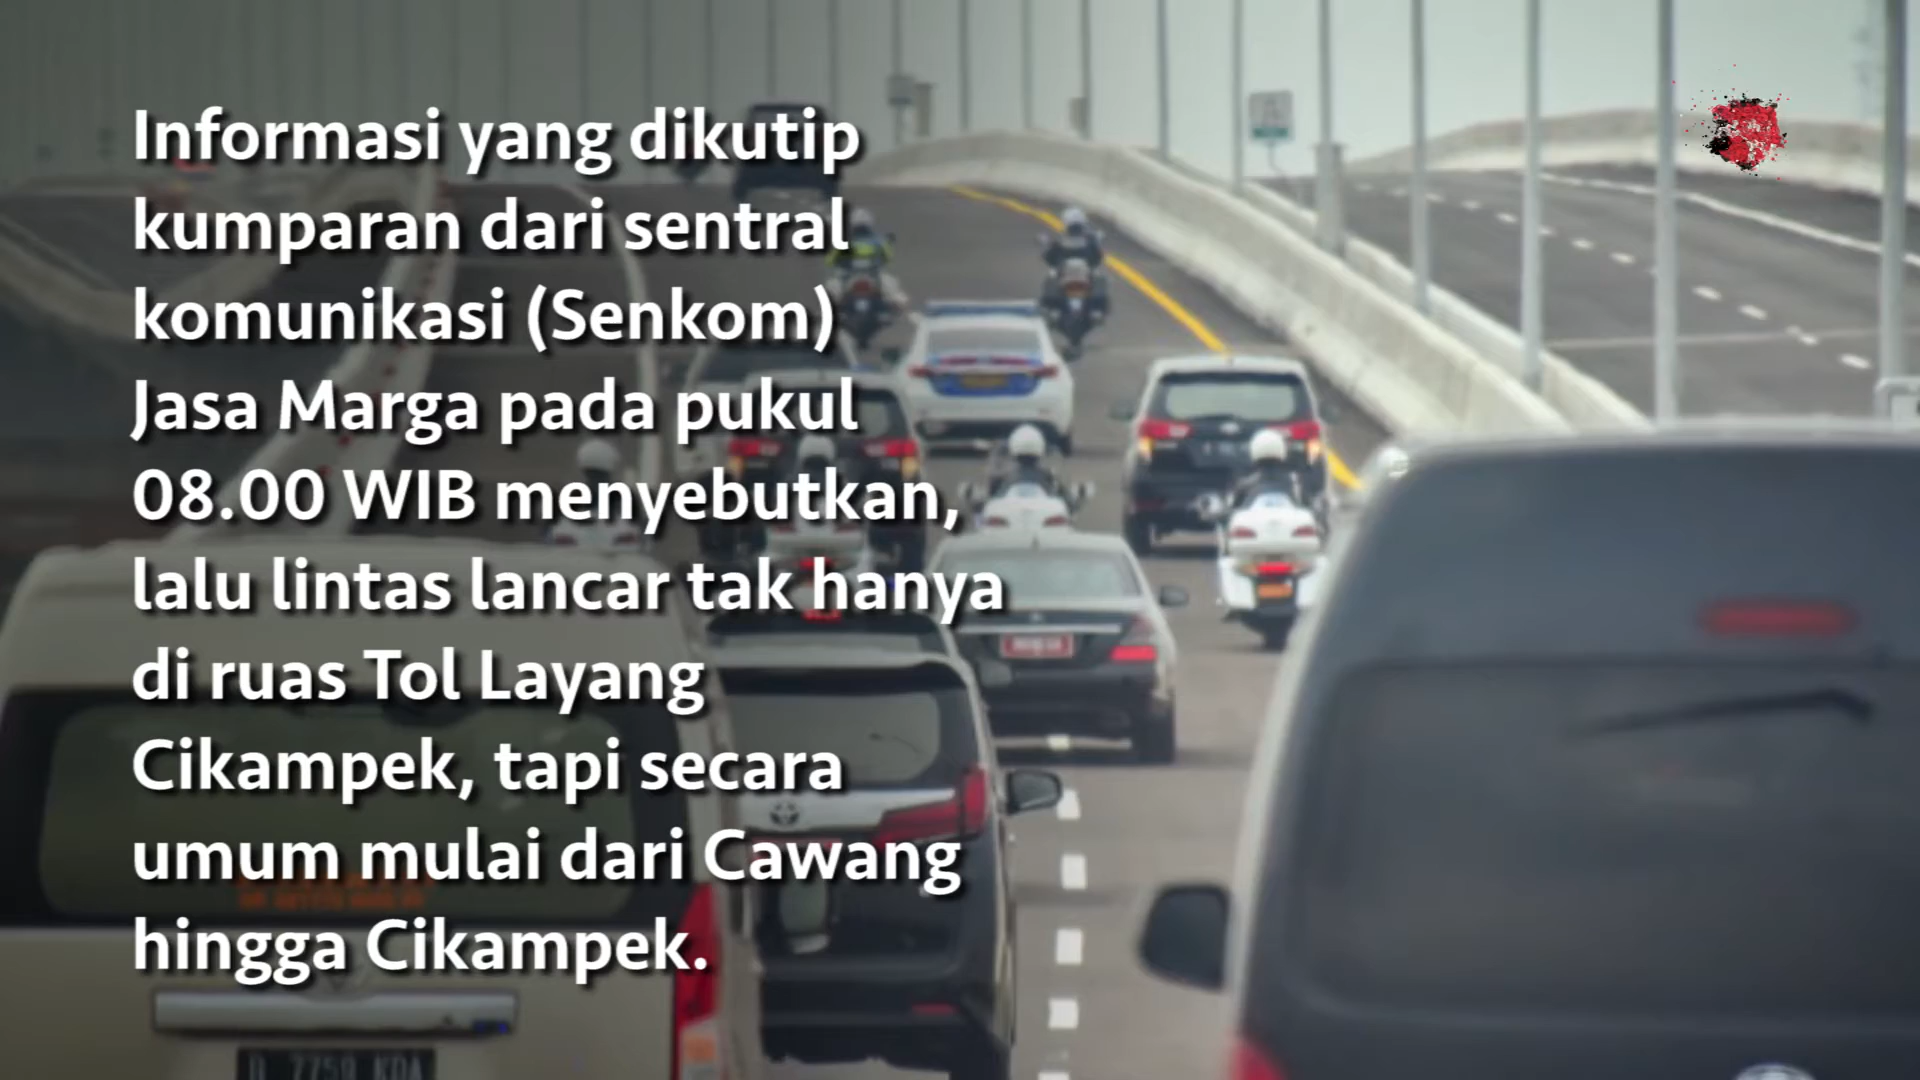 Informasi yang dikutip
kumparan dari sentral
komunikasi (Senkom)
Jasa Marga pada pukul
08.00 WIB menyebutkan,
lalu lintas lancar tak hanya
di ruas Tol Layang
Cikampek, tapi secara
umum mulai dari Cawang
hingga Cikampek.